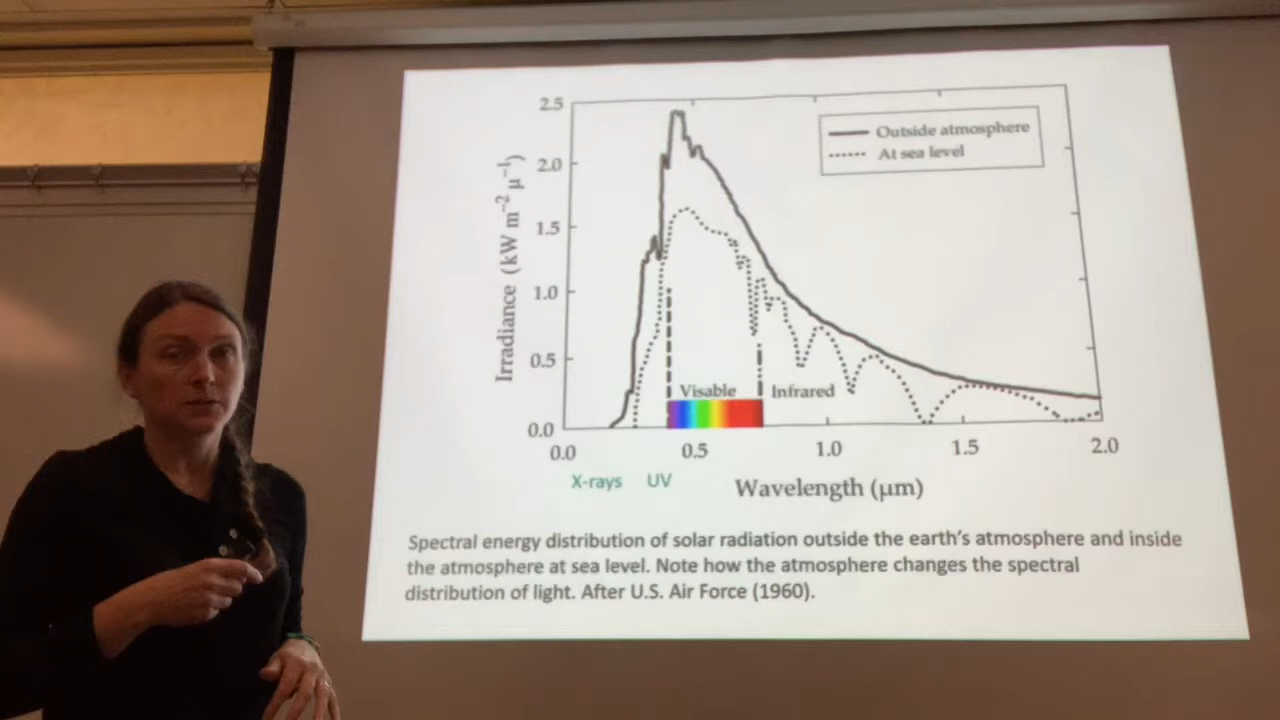 2.5
2.0
1.5
1.0
0.5
0.0
Irradiance (kW m⁻² μ⁻¹)
Outside atmosphere
At sea level
Visable
Infrared
0.0 0.5 1.0 1.5 2.0
X-rays UV
Wavelength (μm)
Spectral energy distribution of solar radiation outside the earth's atmosphere and inside
the atmosphere at sea level. Note how the atmosphere changes the spectral
distribution of light. After U.S. Air Force (1960).